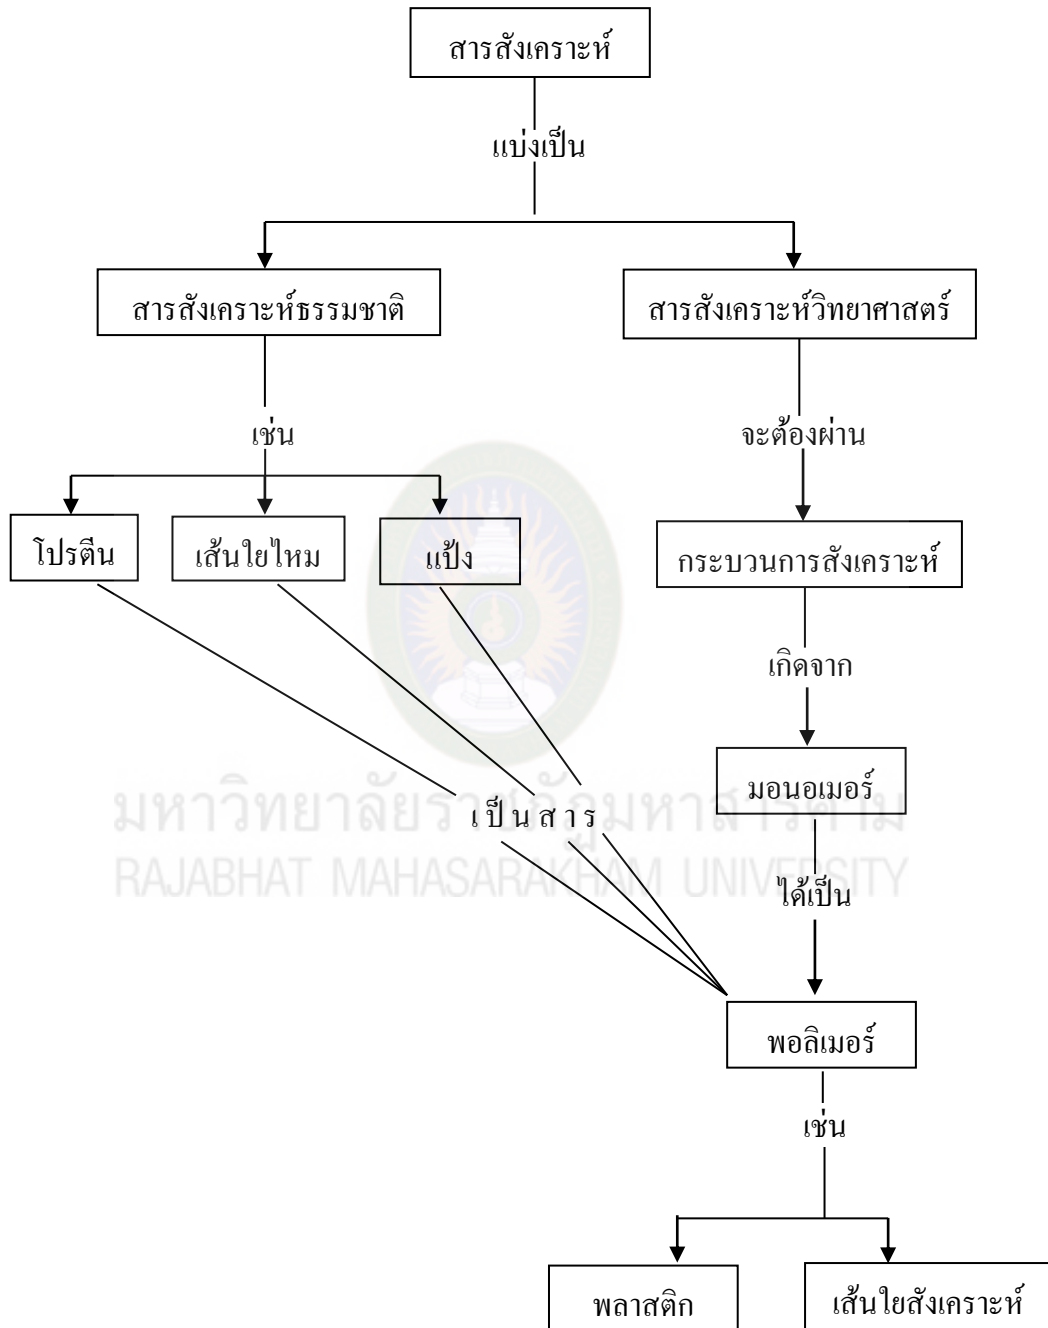 สารสังเคราะห์
แบ่งเป็น
สารสังเคราะห์ธรรมชาติ
สารสังเคราะห์วิทยาศาสตร์
เช่น
จะต้องผ่าน
โปรตีน
เส้นใยไหม
แป้ง
กระบวนการสังเคราะห์
เกิดจาก
มอนอเมอร์
เป็นสาร
มหาวิทยาลัยราชภัฏมหาสารคาม
RAJABHAT MAHASARAKHAM UNIVERSITY
ได้เป็น
พอลิเมอร์
เช่น
พลาสติก
เส้นใยสังเคราะห์